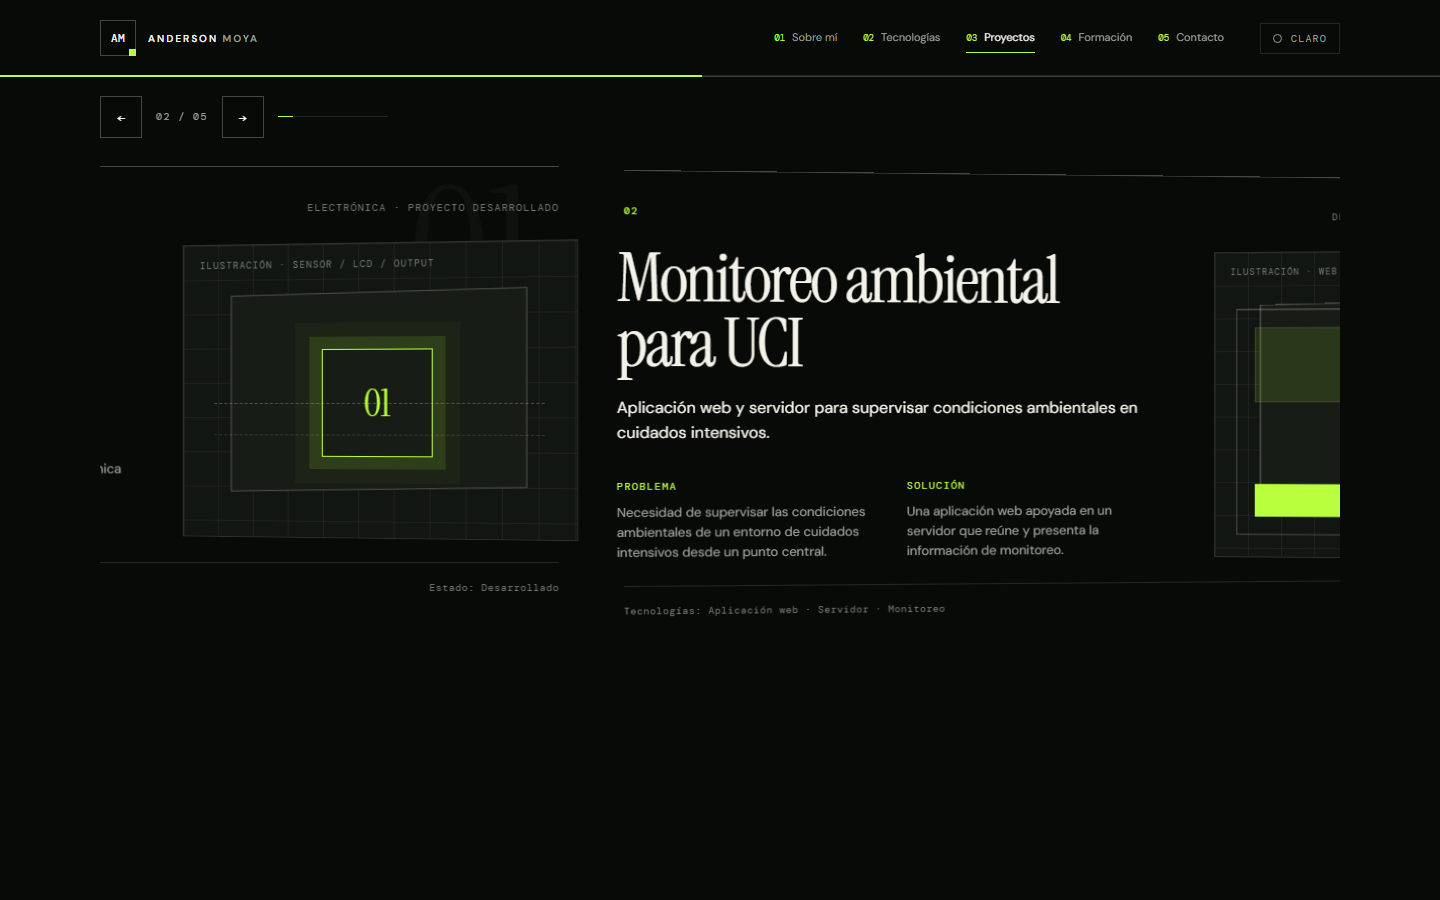 AM
ANDERSON MOYA
01 Sobre mí
02 Tecnologías
03 Proyectos
04 Formación
05 Contacto
CLARO
← 02 / 05 →
01
ELECTRÓNICA · PROYECTO DESARROLLADO
ILUSTRACIÓN · SENSOR / LCD / OUTPUT
01
Estado: Desarrollado
02
Monitoreo ambiental
para UCI
Aplicación web y servidor para supervisar condiciones ambientales en
cuidados intensivos.
PROBLEMA
Necesidad de supervisar las condiciones
ambientales de un entorno de cuidados
intensivos desde un punto central.
SOLUCIÓN
Una aplicación web apoyada en un
servidor que reúne y presenta la
información de monitoreo.
Tecnologías: Aplicación web · Servidor · Monitoreo
ILUSTRACIÓN · WEB